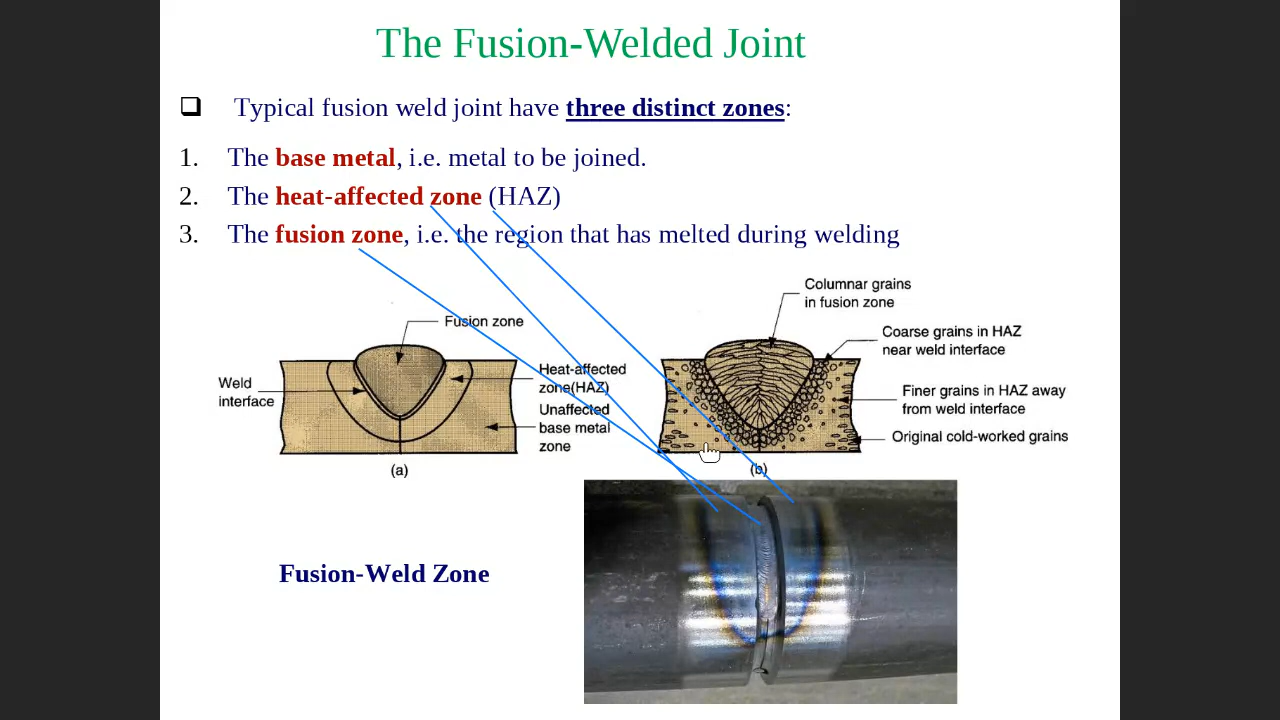 The Fusion-Welded Joint
❑ Typical fusion weld joint have three distinct zones:
1. The base metal, i.e. metal to be joined.
2. The heat-affected zone (HAZ)
3. The fusion zone, i.e. the region that has melted during welding
Fusion zone
Weld
interface
Heat-affected
zone(HAZ)
Unaffected
base metal
zone
(a)
Columnar grains
in fusion zone
Coarse grains in HAZ
near weld interface
Finer grains in HAZ away
from weld interface
Original cold-worked grains
(b)
Fusion-Weld Zone